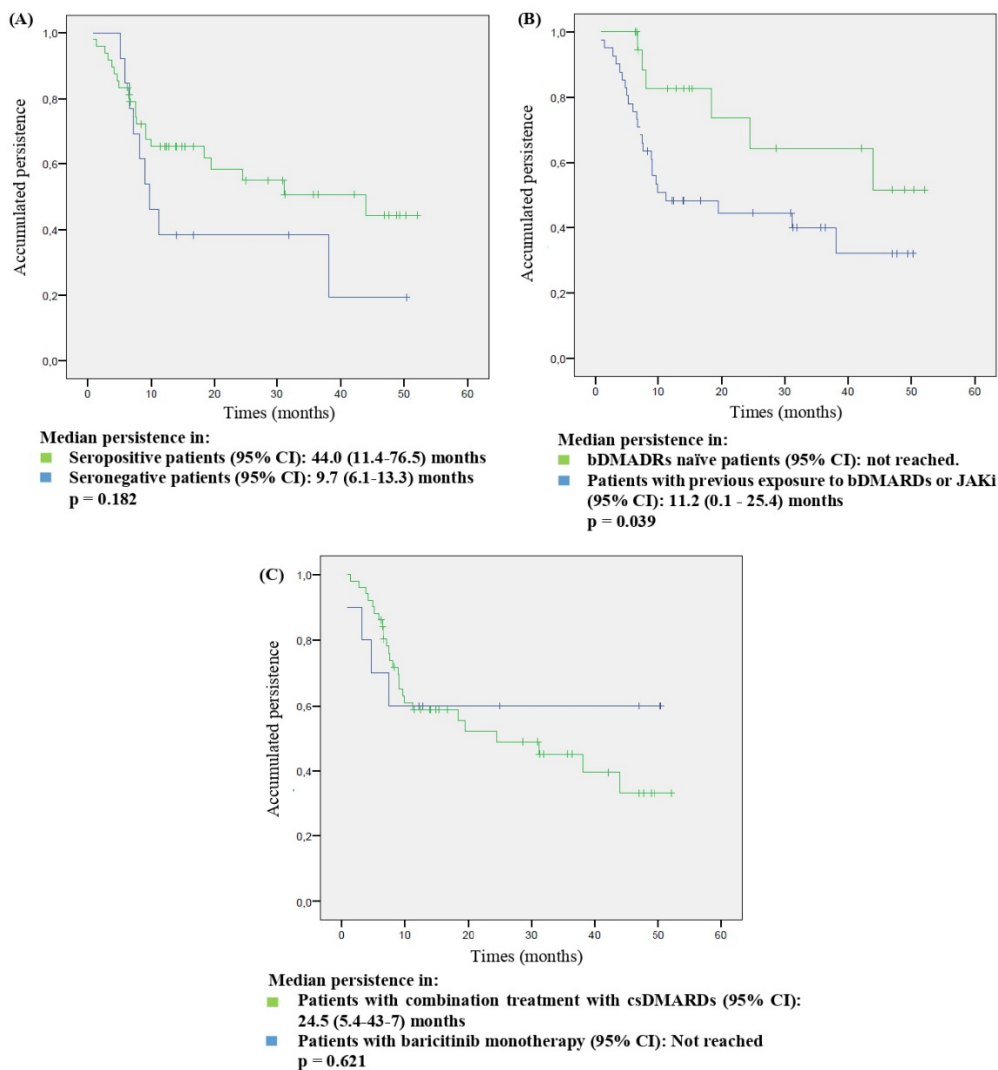 (A)
Accumulated persistence
1,0
0,8
0,6
0,4
0,2
0,0
0 10 20 30 40 50 60
Times (months)
Median persistence in:
Seropositive patients (95% CI): 44.0 (11.4-76.5) months
Seronegative patients (95% CI): 9.7 (6.1-13.3) months
p = 0.182
(B)
Accumulated persistence
1,0
0,8
0,6
0,4
0,2
0,0
0 10 20 30 40 50 60
Times (months)
Median persistence in:
bDMADRs naïve patients (95% CI): not reached.
Patients with previous exposure to bDMARDs or JAKi
(95% CI): 11.2 (0.1 - 25.4) months
p = 0.039
(C)
Accumulated persistence
1,0
0,8
0,6
0,4
0,2
0,0
0 10 20 30 40 50 60
Times (months)
Median persistence in:
Patients with combination treatment with csDMARDs (95% CI):
24.5 (5.4-43-7) months
Patients with baricitinib monotherapy (95% CI): Not reached
p = 0.621